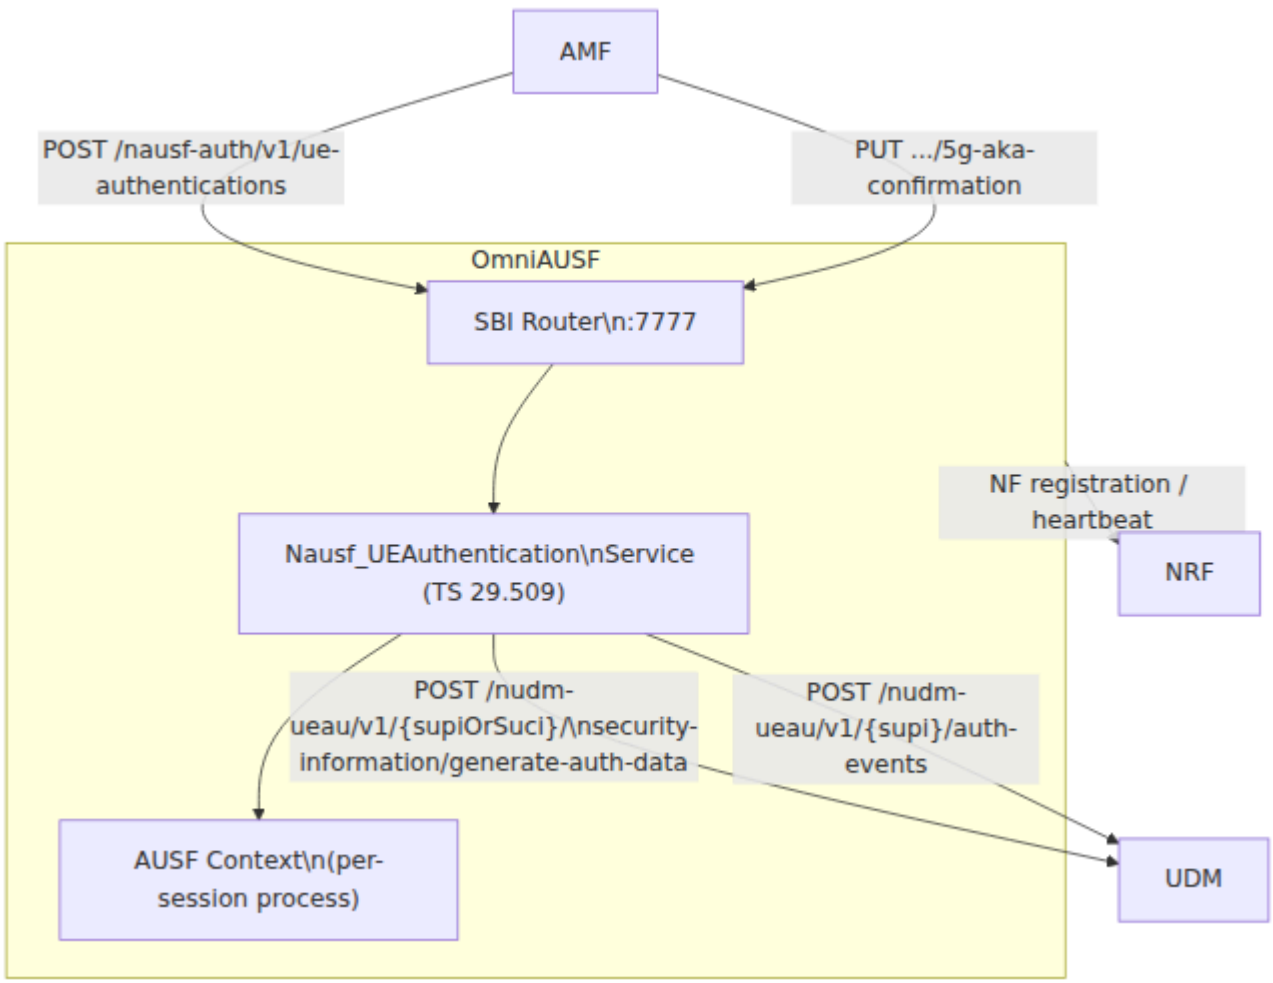 AMF
POST /nausf-auth/v1/ue-
authentications
PUT .../5g-aka-
confirmation
OmniAUSF
SBI Router\n:7777
NF registration /
heartbeat
Nausf_UEAuthentication\nService
(TS 29.509)
NRF
POST /nudm-
ueau/v1/{supiOrSuci}/\nsecurity-
information/generate-auth-data
POST /nudm-
ueau/v1/{supi}/auth-
events
AUSF Context\n(per-
session process)
UDM